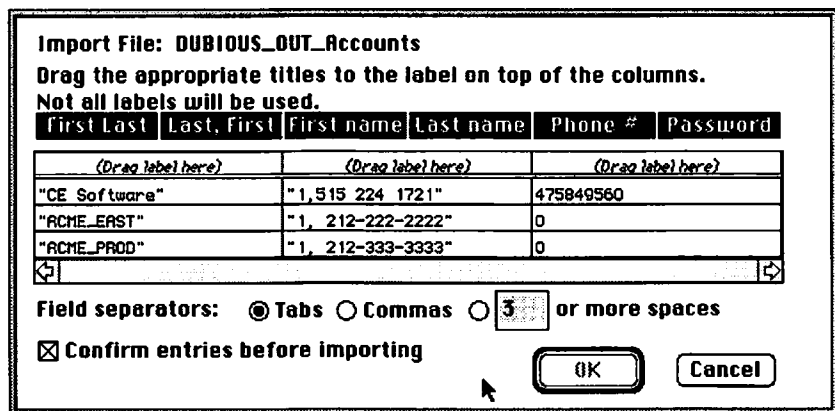 Import File: DUBIOUS_OUT_Accounts
Drag the appropriate titles to the label on top of the columns.
Not all labels will be used.
First Last Last, First First name Last name Phone # Password
(Drag label here) (Drag label here) (Drag label here)
"CE Software" "1,515 224 1721" 475849560
"ACME_EAST" "1, 212-222-2222" 0
"ACME_PROD" "1, 212-333-3333" 0
Field separators: Tabs Commas 3 or more spaces
Confirm entries before importing
OK Cancel